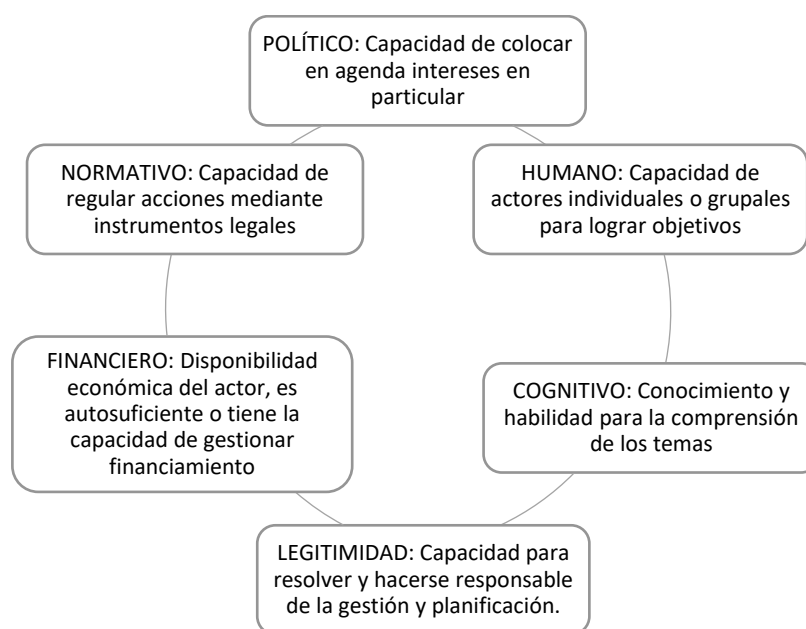 POLÍTICO: Capacidad de colocar
en agenda intereses en
particular
HUMANO: Capacidad de
actores individuales o grupales
para lograr objetivos
COGNITIVO: Conocimiento y
habilidad para la comprensión
de los temas
LEGITIMIDAD: Capacidad para
resolver y hacerse responsable
de la gestión y planificación.
FINANCIERO: Disponibilidad
económica del actor, es
autosuficiente o tiene la
capacidad de gestionar
financiamiento
NORMATIVO: Capacidad de
regular acciones mediante
instrumentos legales